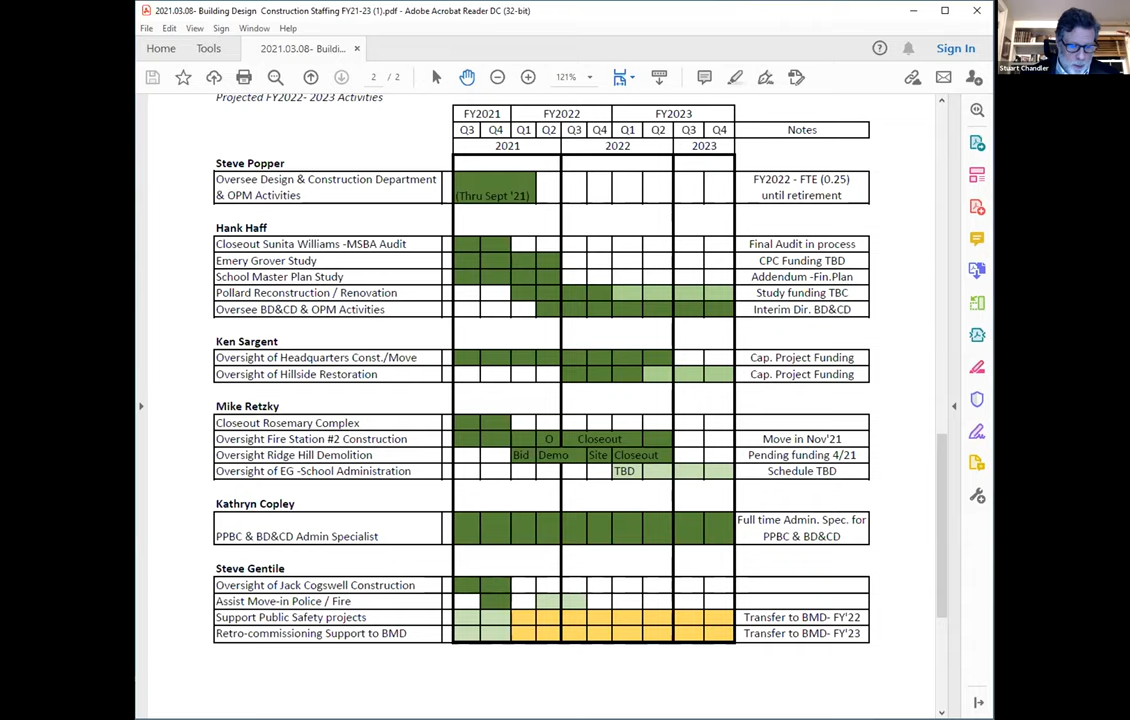 2021.03.08- Building Design  Construction Staffing FY21-23 (1).pdf - Adobe Acrobat Reader DC (32-bit)
File Edit View Sign Window Help
Home Tools 2021.03.08- Buildi... × Sign In
2 / 2 121%
Stuart Chandler
Projected FY2022- 2023 Activities
FY2021 FY2022 FY2023
Q3 Q4 Q1 Q2 Q3 Q4 Q1 Q2 Q3 Q4 Notes
2021 2022 2023
Steve Popper
Oversee Design & Construction Department FY2022 - FTE (0.25)
& OPM Activities (Thru Sept '21) until retirement
Hank Haff
Closeout Sunita Williams -MSBA Audit Final Audit in process
Emery Grover Study CPC Funding TBD
School Master Plan Study Addendum -Fin.Plan
Pollard Reconstruction / Renovation Study funding TBC
Oversee BD&CD & OPM Activities Interim Dir. BD&CD
Ken Sargent
Oversight of Headquarters Const./Move Cap. Project Funding
Oversight of Hillside Restoration Cap. Project Funding
Mike Retzky
Closeout Rosemary Complex
Oversight Fire Station #2 Construction O Closeout Move in Nov'21
Oversight Ridge Hill Demolition Bid Demo Site Closeout Pending funding 4/21
Oversight of EG -School Administration TBD Schedule TBD
Kathryn Copley
Full time Admin. Spec. for
PPBC & BD&CD Admin Specialist PPBC & BD&CD
Steve Gentile
Oversight of Jack Cogswell Construction
Assist Move-in Police / Fire
Support Public Safety projects Transfer to BMD- FY'22
Retro-commissioning Support to BMD Transfer to BMD- FY'23